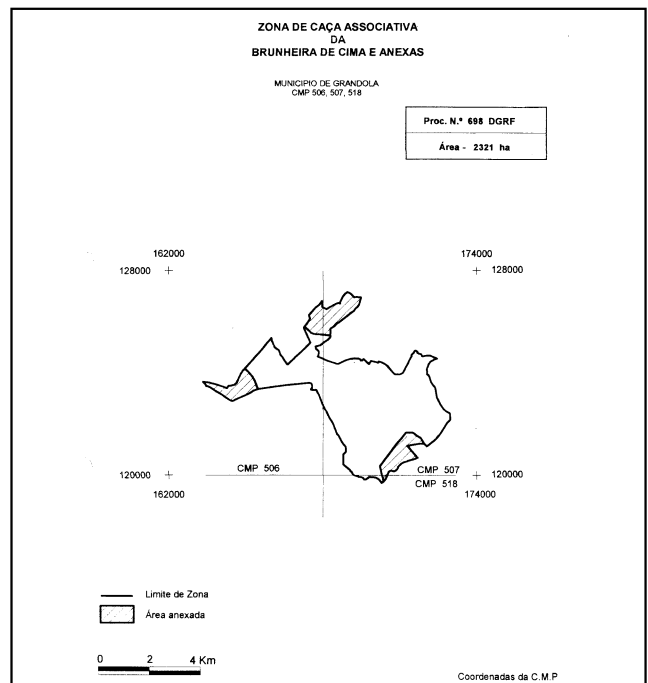 ZONA DE CAÇA ASSOCIATIVA
DA
BRUNHEIRA DE CIMA E ANEXAS
MUNICIPIO DE GRANDOLA
CMP 506, 507, 518
Proc. N.º 698 DGRF
Área - 2321 ha
162000 174000
128000 128000
CMP 506 CMP 507
120000 120000
CMP 518
162000 174000
Limite de Zona
Área anexada
0 2 4 Km
Coordenadas da C.M.P